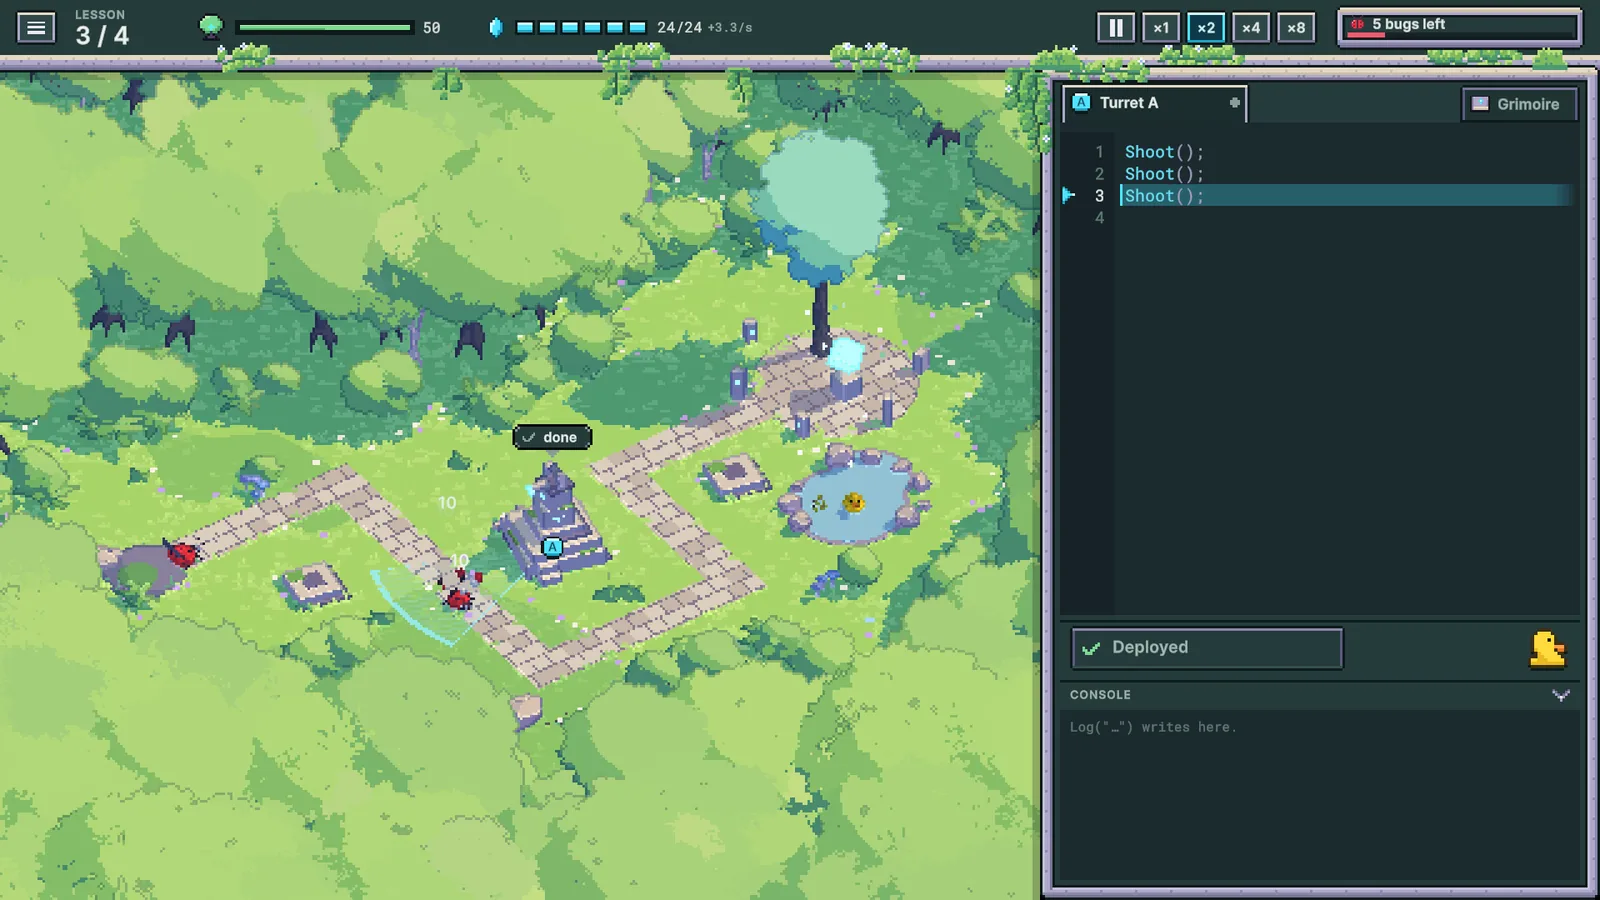 LESSON
3 / 4
50
24/24 +3.3/s
×1
×2
×4
×8
5 bugs left
A Turret A
Grimoire
1 Shoot();
2 Shoot();
3 Shoot();
4
done
10
10
A
Deployed
CONSOLE
Log("…") writes here.